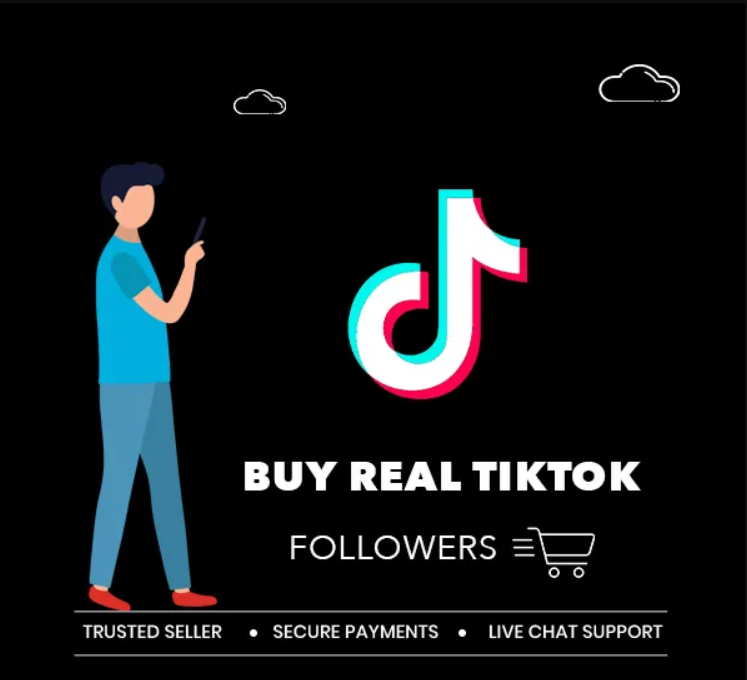 BUY REAL TIKTOK
FOLLOWERS
TRUSTED SELLER • SECURE PAYMENTS • LIVE CHAT SUPPORT